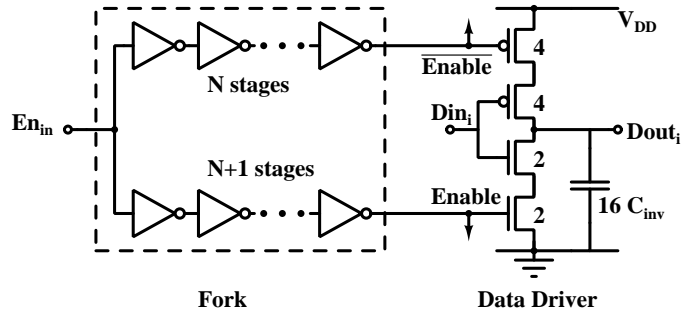 V_DD
4
Enable
N stages
4
Din_i
En_in
Dout_i
2
N+1 stages
Enable
16 C_inv
2
Fork
Data Driver